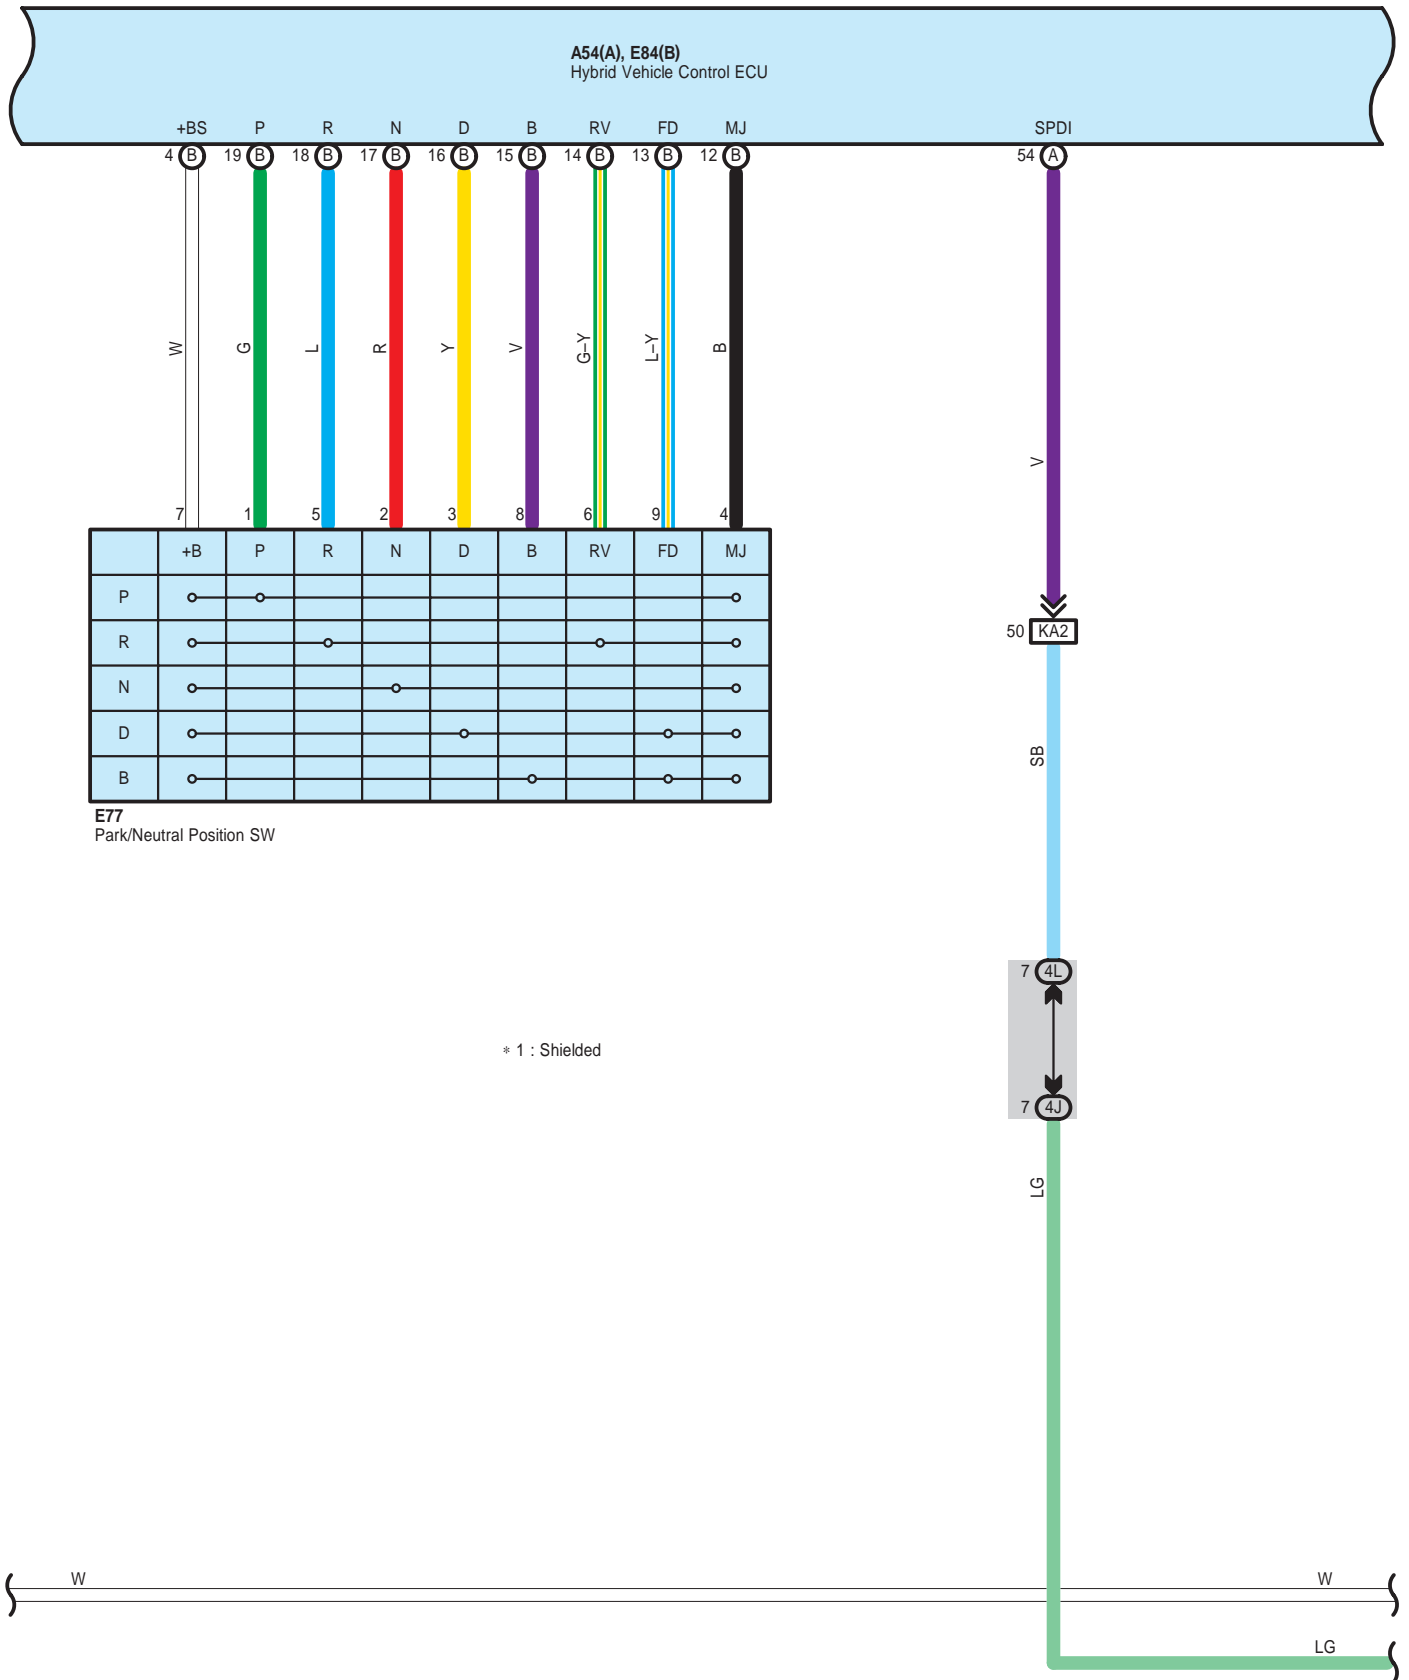 A54(A), E84(B)
Hybrid Vehicle Control ECU
+BS P R N D B RV FD MJ SPDI
4 B 19 B 18 B 17 B 16 B 15 B 14 B 13 B 12 B 54 A
W G L R Y V G–Y L–Y B
V
7 1 5 2 3 8 6 9 4
+B P R N D B RV FD MJ
P
R
N
D
B
E77
Park/Neutral Position SW
50 KA2
SB
7 4L
* 1 : Shielded
7 4J
LG
W W
LG